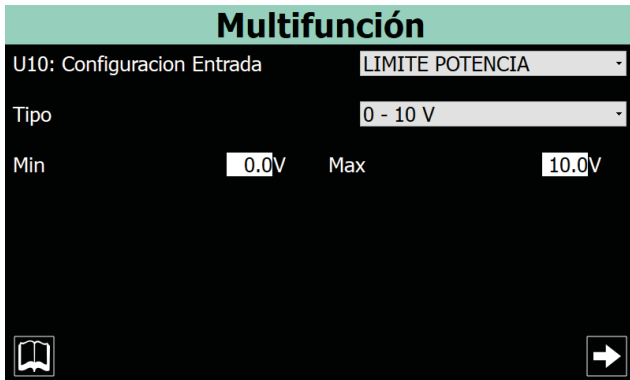 Multifunción
U10: Configuracion Entrada LIMITE POTENCIA
Tipo 0 - 10 V
Min 0.0V Max 10.0V